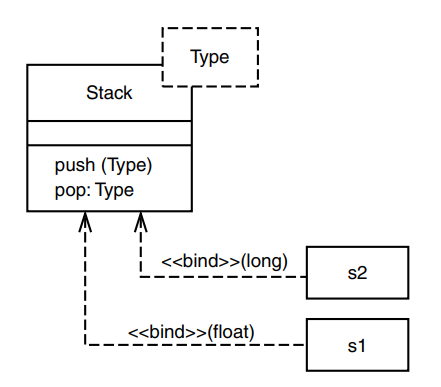 Type
Stack
push (Type)
pop: Type
<<bind>>(long)
s2
<<bind>>(float)
s1